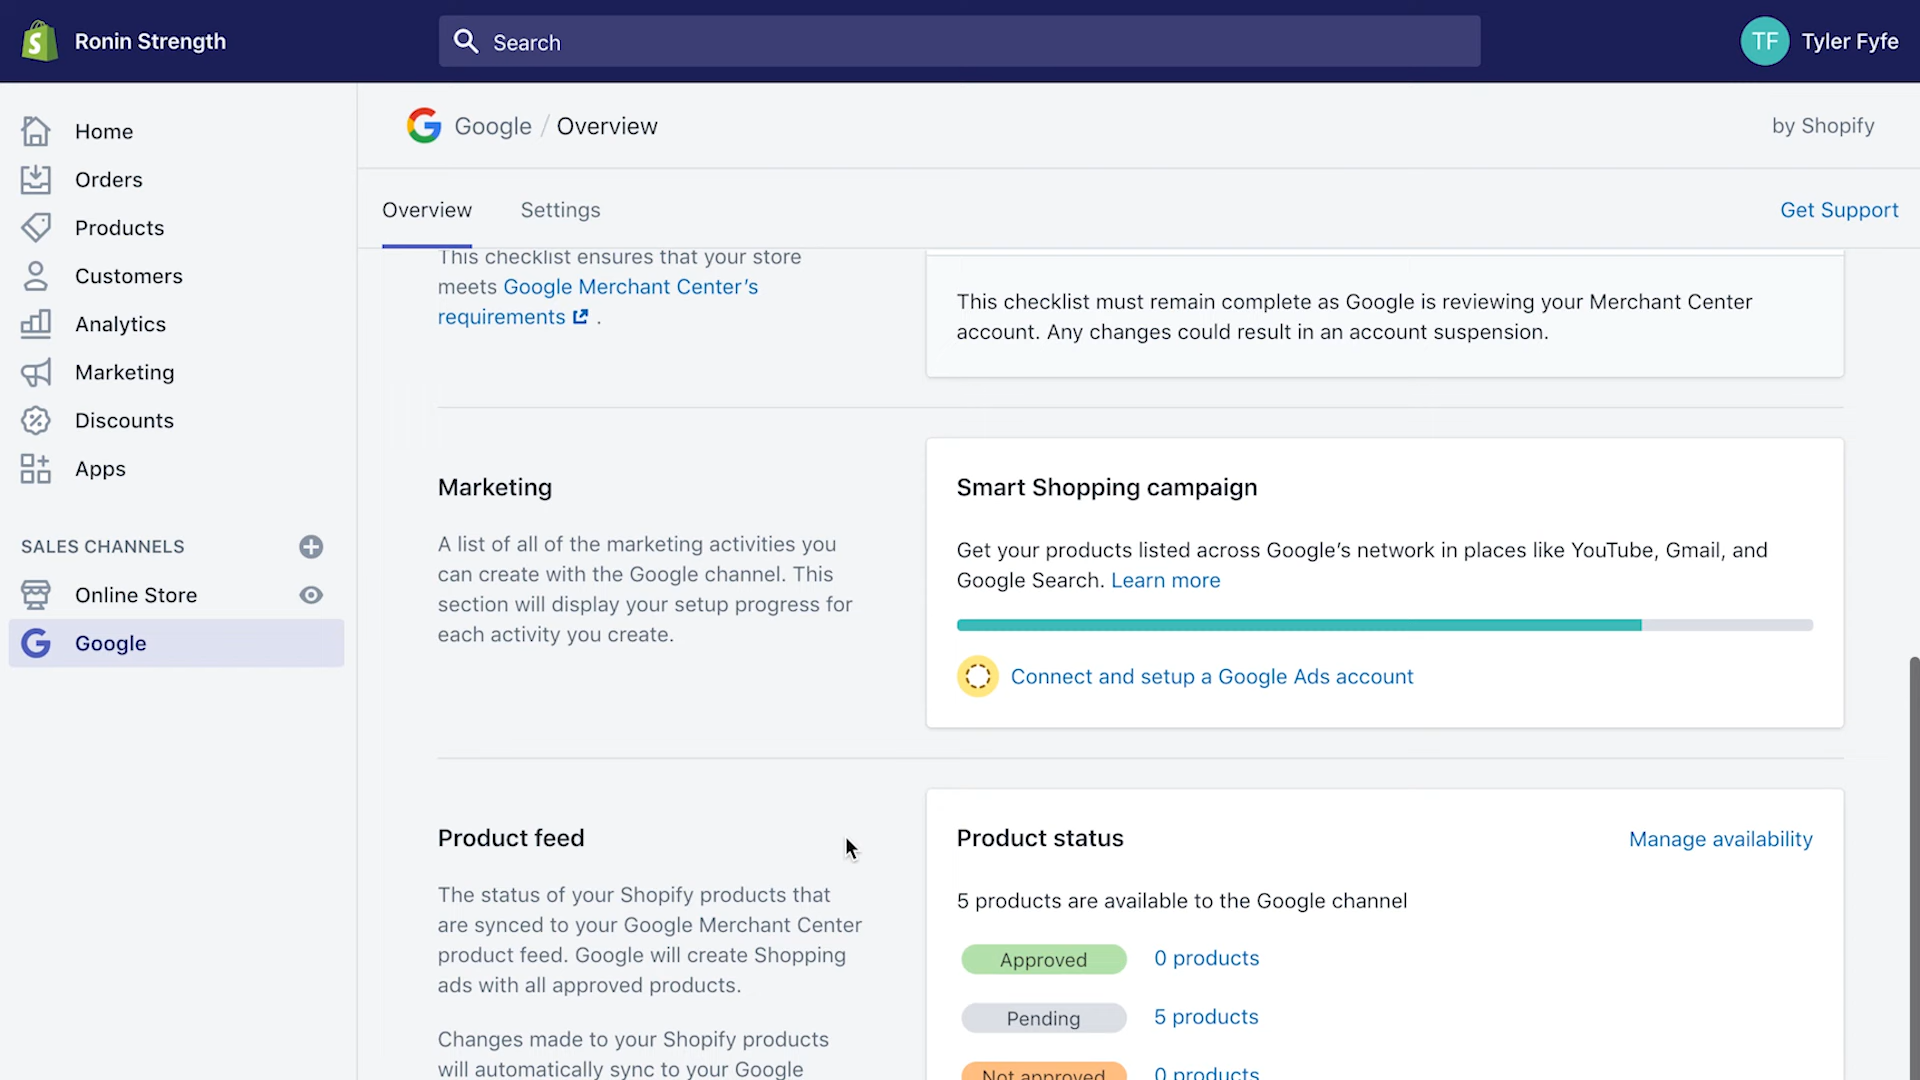 Ronin Strength
Search
TF
Tyler Fyfe
Home
Orders
Products
Customers
Analytics
Marketing
Discounts
Apps
SALES CHANNELS
Online Store
Google
Google / Overview
by Shopify
Overview
Settings
Get Support
This checklist ensures that your store
meets Google Merchant Center's
requirements .
This checklist must remain complete as Google is reviewing your Merchant Center
account. Any changes could result in an account suspension.
Marketing
A list of all of the marketing activities you
can create with the Google channel. This
section will display your setup progress for
each activity you create.
Smart Shopping campaign
Get your products listed across Google's network in places like YouTube, Gmail, and
Google Search. Learn more
Connect and setup a Google Ads account
Product feed
The status of your Shopify products that
are synced to your Google Merchant Center
product feed. Google will create Shopping
ads with all approved products.
Changes made to your Shopify products
will automatically sync to your Google
Product status
Manage availability
5 products are available to the Google channel
Approved
0 products
Pending
5 products
Not approved
0 products